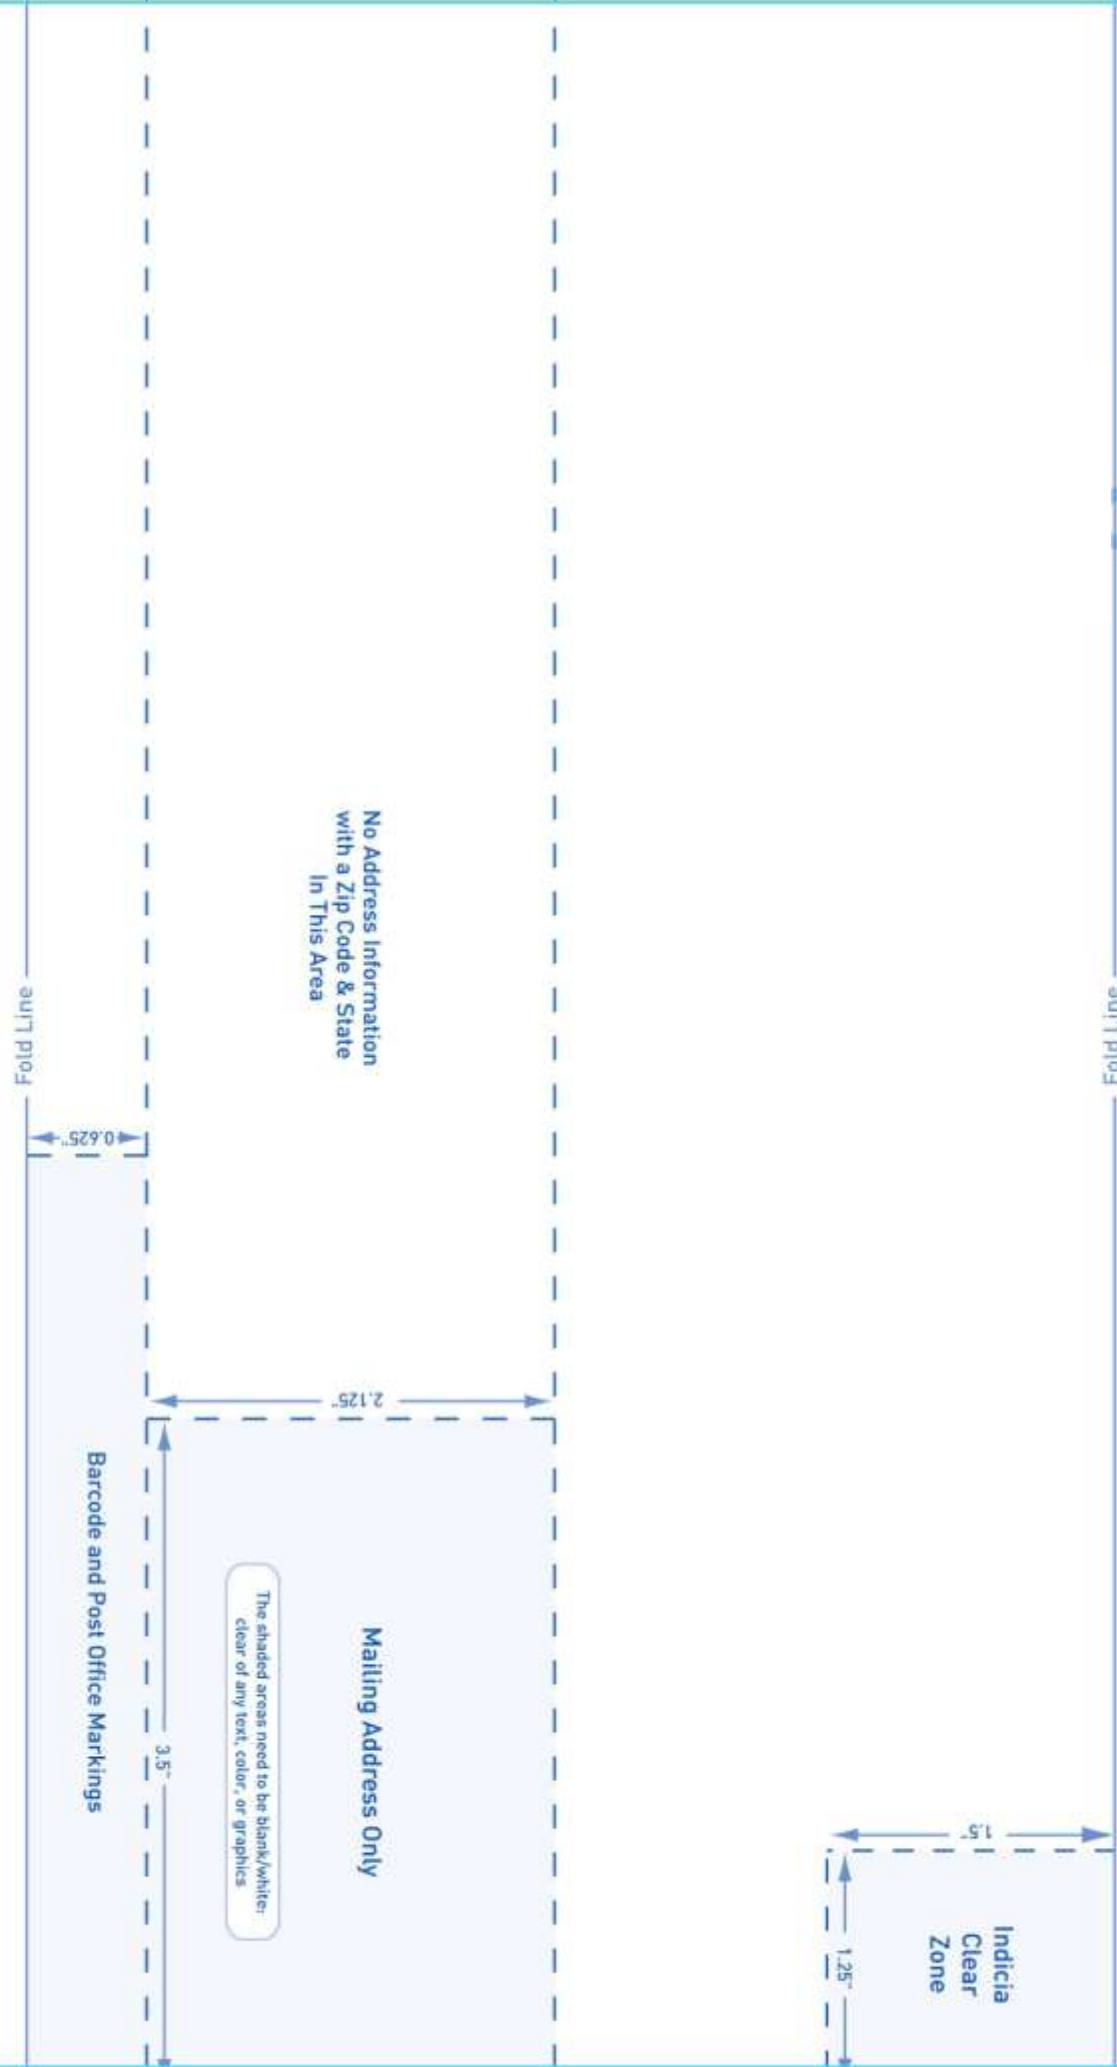 Fold Line
Fold Line
No Address Information
with a Zip Code & State
In This Area
0.625"
2.125"
Barcode and Post Office Markings
Mailing Address Only
The shaded areas need to be blank/white;
clear of any text, color, or graphics
3.5"
1.5"
Indicia
Clear
Zone
1.25"